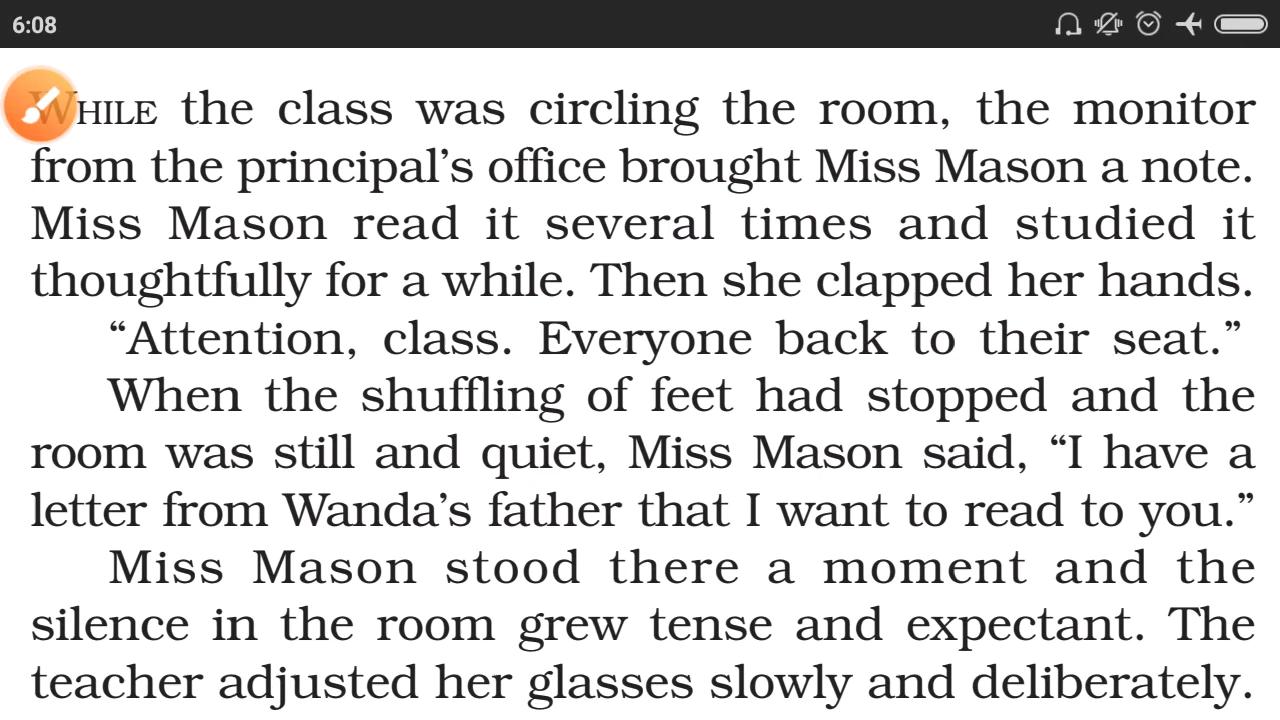 6:08
WHILE the class was circling the room, the monitor
from the principal’s office brought Miss Mason a note.
Miss Mason read it several times and studied it
thoughtfully for a while. Then she clapped her hands.
“Attention, class. Everyone back to their seat.”
When the shuffling of feet had stopped and the
room was still and quiet, Miss Mason said, “I have a
letter from Wanda’s father that I want to read to you.”
Miss Mason stood there a moment and the
silence in the room grew tense and expectant. The
teacher adjusted her glasses slowly and deliberately.